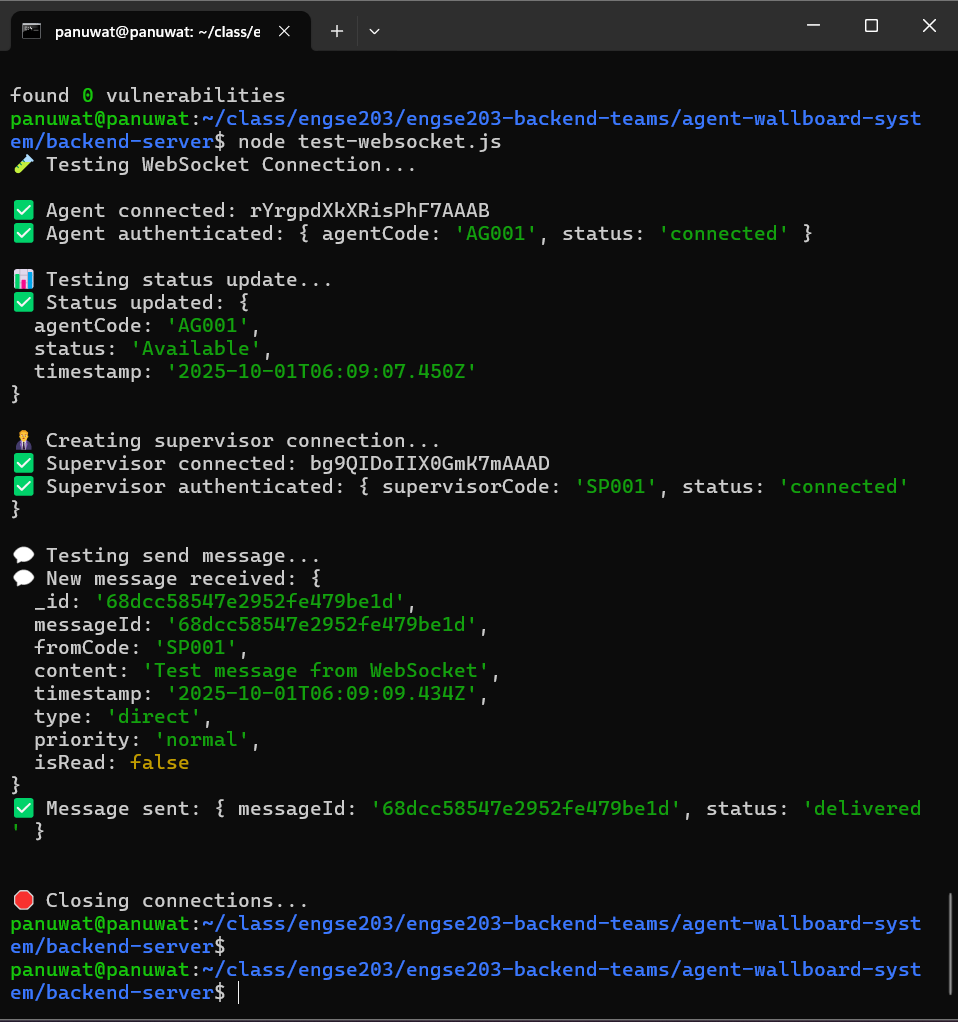 panuwat@panuwat: ~/class/e
found 0 vulnerabilities
panuwat@panuwat:~/class/engse203/engse203-backend-teams/agent-wallboard-syst
em/backend-server$ node test-websocket.js
🧪 Testing WebSocket Connection...
✅ Agent connected: rYrgpdXkXRisPhF7AAAB
✅ Agent authenticated: { agentCode: 'AG001', status: 'connected' }
📊 Testing status update...
✅ Status updated: {
  agentCode: 'AG001',
  status: 'Available',
  timestamp: '2025-10-01T06:09:07.450Z'
}
👨‍💼 Creating supervisor connection...
✅ Supervisor connected: bg9QIDoIIX0GmK7mAAAD
✅ Supervisor authenticated: { supervisorCode: 'SP001', status: 'connected'
}
💬 Testing send message...
💬 New message received: {
  _id: '68dcc58547e2952fe479be1d',
  messageId: '68dcc58547e2952fe479be1d',
  fromCode: 'SP001',
  content: 'Test message from WebSocket',
  timestamp: '2025-10-01T06:09:09.434Z',
  type: 'direct',
  priority: 'normal',
  isRead: false
}
✅ Message sent: { messageId: '68dcc58547e2952fe479be1d', status: 'delivered
' }
🛑 Closing connections...
panuwat@panuwat:~/class/engse203/engse203-backend-teams/agent-wallboard-syst
em/backend-server$
panuwat@panuwat:~/class/engse203/engse203-backend-teams/agent-wallboard-syst
em/backend-server$